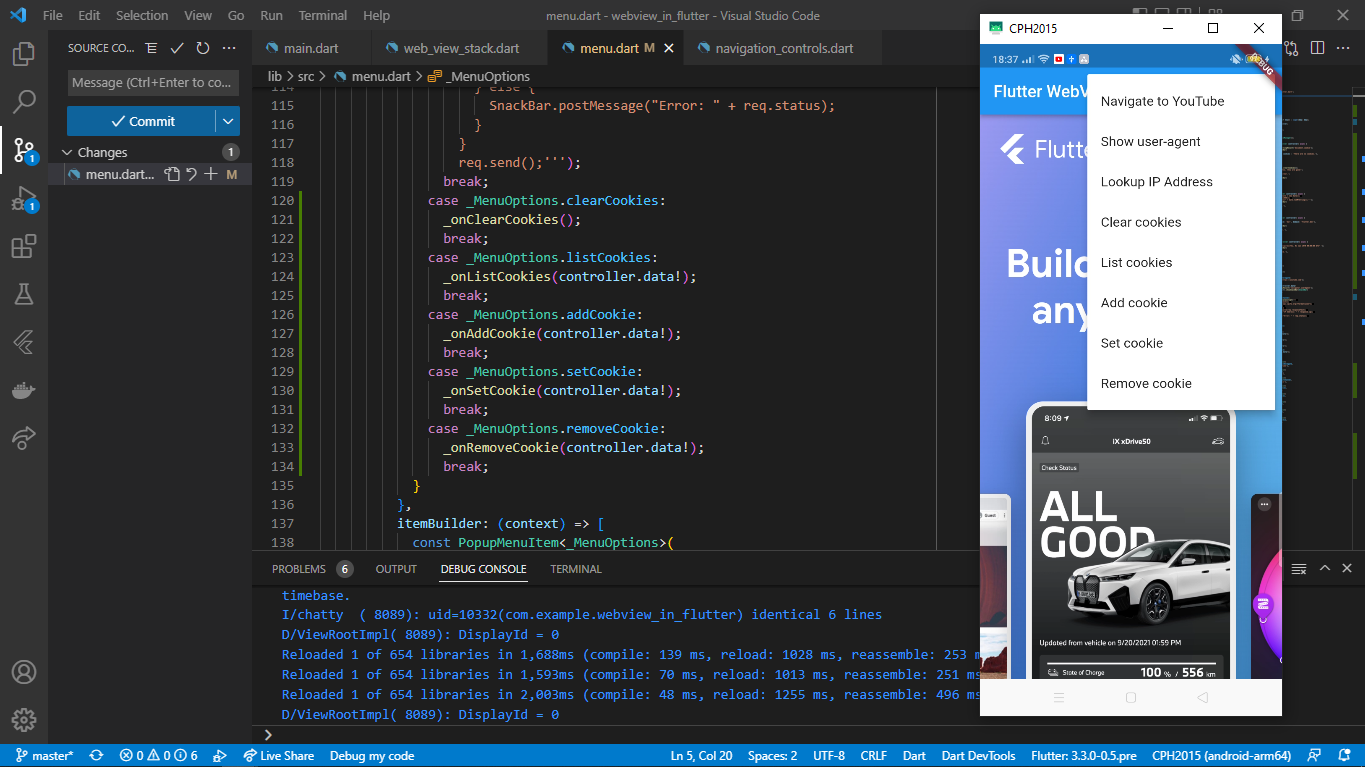 File Edit Selection View Go Run Terminal Help
menu.dart - webview_in_flutter - Visual Studio Code
SOURCE CO...
Message (Ctrl+Enter to co...
Commit
Changes 1
menu.dart... M
1
1
main.dart
web_view_stack.dart
menu.dart M
navigation_controls.dart
lib > src > menu.dart > _MenuOptions
114 } else {
115 SnackBar.postMessage("Error: " + req.status);
116 }
117 }
118 req.send();''');
119 break;
120 case _MenuOptions.clearCookies:
121 _onClearCookies();
122 break;
123 case _MenuOptions.listCookies:
124 _onListCookies(controller.data!);
125 break;
126 case _MenuOptions.addCookie:
127 _onAddCookie(controller.data!);
128 break;
129 case _MenuOptions.setCookie:
130 _onSetCookie(controller.data!);
131 break;
132 case _MenuOptions.removeCookie:
133 _onRemoveCookie(controller.data!);
134 break;
135 }
136 },
137 itemBuilder: (context) => [
138 const PopupMenuItem<_MenuOptions>(
PROBLEMS 6 OUTPUT DEBUG CONSOLE TERMINAL
timebase.
I/chatty ( 8089): uid=10332(com.example.webview_in_flutter) identical 6 lines
D/ViewRootImpl( 8089): DisplayId = 0
Reloaded 1 of 654 libraries in 1,688ms (compile: 139 ms, reload: 1028 ms, reassemble: 253 m
Reloaded 1 of 654 libraries in 1,593ms (compile: 70 ms, reload: 1013 ms, reassemble: 251 ms
Reloaded 1 of 654 libraries in 2,003ms (compile: 48 ms, reload: 1255 ms, reassemble: 496 ms
D/ViewRootImpl( 8089): DisplayId = 0
CPH2015
18:37
DEBUG
Flutter WebV
Flutte
Build
any
Navigate to YouTube
Show user-agent
Lookup IP Address
Clear cookies
List cookies
Add cookie
Set cookie
Remove cookie
8:09
iX xDrive50
Check Status
ALL
GOOD
Guest
Updated from vehicle on 9/20/2021 01:59 PM
State of Charge 100 % / 556 km
master* 0 0 6 Live Share Debug my code
Ln 5, Col 20 Spaces: 2 UTF-8 CRLF Dart Dart DevTools Flutter: 3.3.0-0.5.pre CPH2015 (android-arm64)